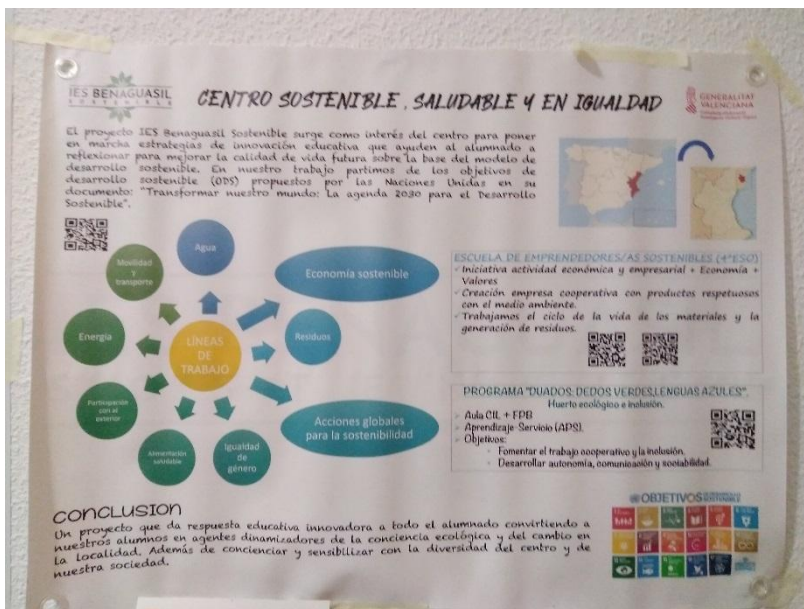 IES BENAGUASIL
SOSTENIBLE
CENTRO SOSTENIBLE, SALUDABLE Y EN IGUALDAD
GENERALITAT
VALENCIANA
El proyecto IES Benaguasil Sostenible surge como interés del centro para poner
en marcha estrategias de innovación educativa que ayuden al alumnado a
reflexionar para mejorar la calidad de vida futura sobre la base del modelo de
desarrollo sostenible. En nuestro trabajo partimos de los objetivos de
desarrollo sostenible (ODS) propuestos por las Naciones Unidas en su
documento: "Transformar nuestro mundo: La agenda 2030 para el Desarrollo
Sostenible".
Agua
Movilidad
y
transporte
Economía sostenible
Energía
LÍNEAS
DE
TRABAJO
Residuos
Participación
con el
exterior
Alimentación
saludable
Igualdad
de
género
Acciones globales
para la sostenibilidad
ESCUELA DE EMPRENDEDORES/AS SOSTENIBLES (4ºESO)
Iniciativa actividad económica y empresarial + Economía +
Valores
Creación empresa cooperativa con productos respetuosos
con el medio ambiente.
Trabajamos el ciclo de la vida de los materiales y la
generación de residuos.
PROGRAMA "DUADOS: DEDOS VERDES,LENGUAS AZULES".
Huerto ecológico e inclusión.
Aula CIL + FPB
Aprendizaje-Servicio (APS).
Objetivos:
Fomentar el trabajo cooperativo y la inclusión.
Desarrollar autonomía, comunicación y sociabilidad.
CONCLUSION
Un proyecto que da respuesta educativa innovadora a todo el alumnado convirtiendo a
nuestros alumnos en agentes dinamizadores de la conciencia ecológica y del cambio en
la localidad. Además de concienciar y sensibilizar con la diversidad del centro y de
nuestra sociedad.
OBJETIVOS